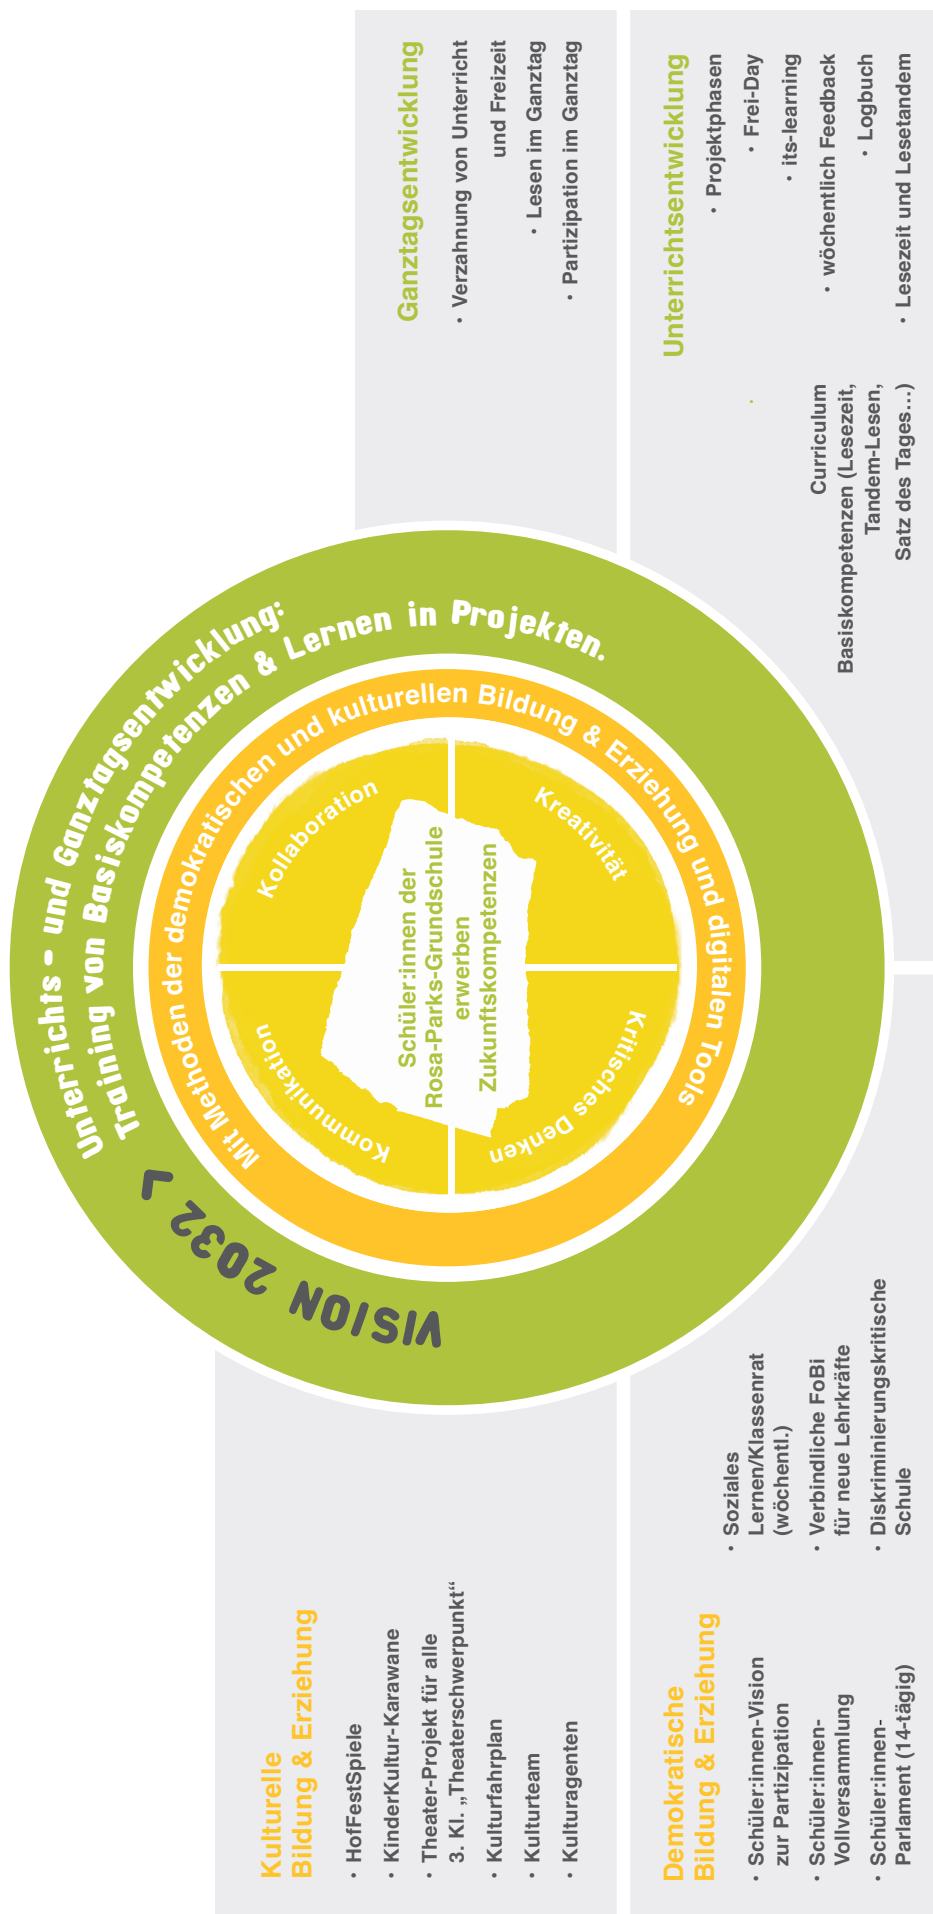 VISION 2032 >
Unterrichts- und Ganztagsentwicklung:
Training von Basiskompetenzen & Lernen in Projekten.
Mit Methoden der demokratischen und kulturellen Bildung & Erziehung und digitalen Tools
Kommunikation
Kollaboration
Kreativität
Kritisches Denken
Schüler:innen der
Rosa-Parks-Grundschule
erwerben
Zukunftskompetenzen
Kulturelle
Bildung & Erziehung
• HofFestSpiele
• KinderKultur-Karawane
• Theater-Projekt für alle
3. Kl. „Theaterschwerpunkt“
• Kulturfahrplan
• Kulturteam
• Kulturagenten
Ganztagsentwicklung
• Verzahnung von Unterricht
und Freizeit
• Lesen im Ganztag
• Partizipation im Ganztag
Demokratische
Bildung & Erziehung
• Schüler:innen-Vision
zur Partizipation
• Schüler:innen-
Vollversammlung
• Schüler:innen-
Parlament (14-tägig)
• Soziales
Lernen/Klassenrat
(wöchentl.)
• Verbindliche FoBi
für neue Lehrkräfte
• Diskriminierungskritische
Schule
Unterrichtsentwicklung
• Projektphasen
• Frei-Day
• its-learning
• wöchentlich Feedback
• Logbuch
• Lesezeit und Lesetandem
Curriculum
Basiskompetenzen (Lesezeit,
Tandem-Lesen,
Satz des Tages…)